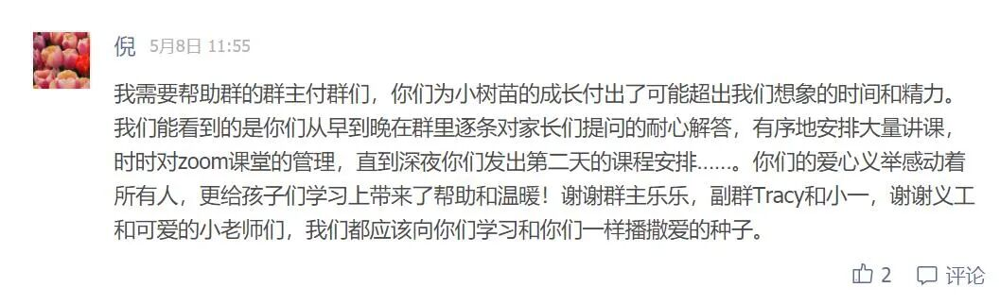 倪 5月8日 11:55
我需要帮助群的群主付群们，你们为小树苗的成长付出了可能超出我们想象的时间和精力。
我们能看到的是你们从早到晚在群里逐条对家长们提问的耐心解答，有序地安排大量讲课，
时时对zoom课堂的管理，直到深夜你们发出第二天的课程安排……。你们的爱心义举感动着
所有人，更给孩子们学习上带来了帮助和温暖！谢谢群主乐乐，副群Tracy和小一，谢谢义工
和可爱的小老师们，我们都应该向你们学习和你们一样播撒爱的种子。
2 评论